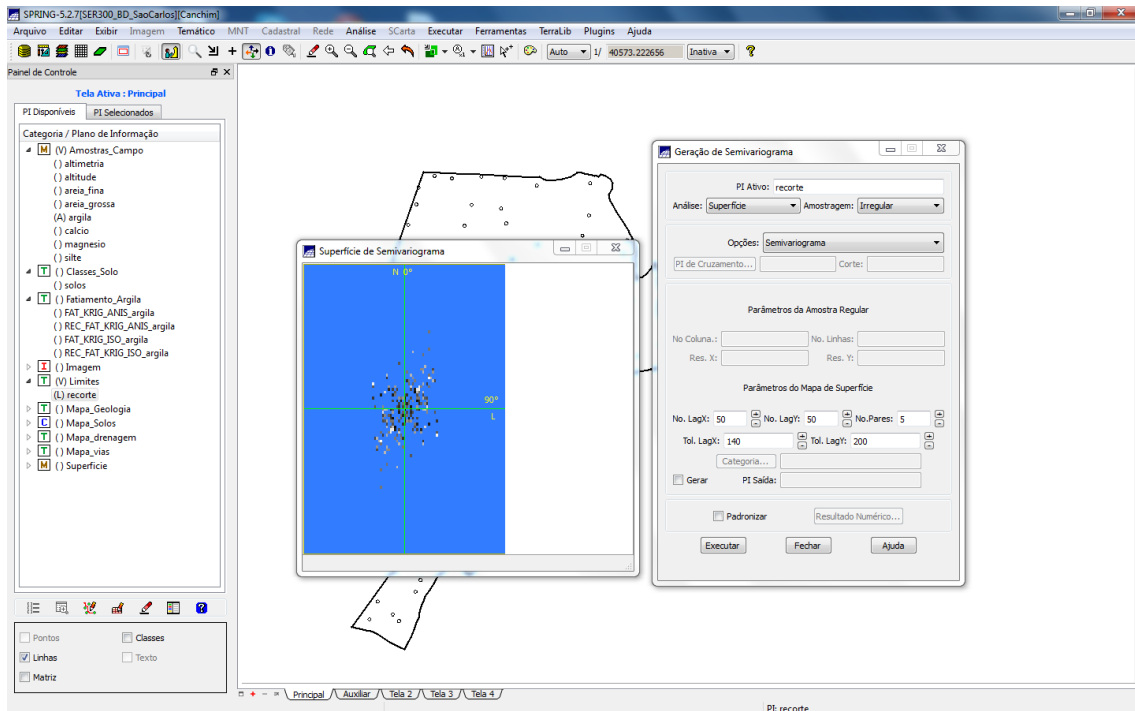 SPRING-5.2.7[SER300_BD_SaoCarlos][Canchim]
Arquivo Editar Exibir Imagem Temático MNT Cadastral Rede Análise SCarta Executar Ferramentas TerraLib Plugins Ajuda
Auto 1/ 40573.222656 Inativa
Painel de Controle
Tela Ativa : Principal
PI Disponíveis PI Selecionados
Categoria / Plano de Informação
M (V) Amostras_Campo
() altimetria
() altitude
() areia_fina
() areia_grossa
(A) argila
() calcio
() magnesio
() silte
T () Classes_Solo
() solos
T () Fatiamento_Argila
() FAT_KRIG_ANIS_argila
() REC_FAT_KRIG_ANIS_argila
() FAT_KRIG_ISO_argila
() REC_FAT_KRIG_ISO_argila
I () Imagem
T (V) Limites
(L) recorte
T () Mapa_Geologia
C () Mapa_Solos
T () Mapa_drenagem
T () Mapa_vias
M () Superficie
Pontos Classes
Linhas Texto
Matriz
Superfície de Semivariograma
N 0°
90°
L
Geração de Semivariograma
PI Ativo: recorte
Análise: Superfície Amostragem: Irregular
Opções: Semivariograma
PI de Cruzamento... Corte:
Parâmetros da Amostra Regular
No Coluna.: No. Linhas:
Res. X: Res. Y:
Parâmetros do Mapa de Superfície
No. LagX: 50 No. LagY: 50 No.Pares: 5
Tol. LagX: 140 Tol. LagY: 200
Categoria...
Gerar PI Saída:
Padronizar Resultado Numérico...
Executar Fechar Ajuda
Principal Auxiliar Tela 2 Tela 3 Tela 4
PI: recorte